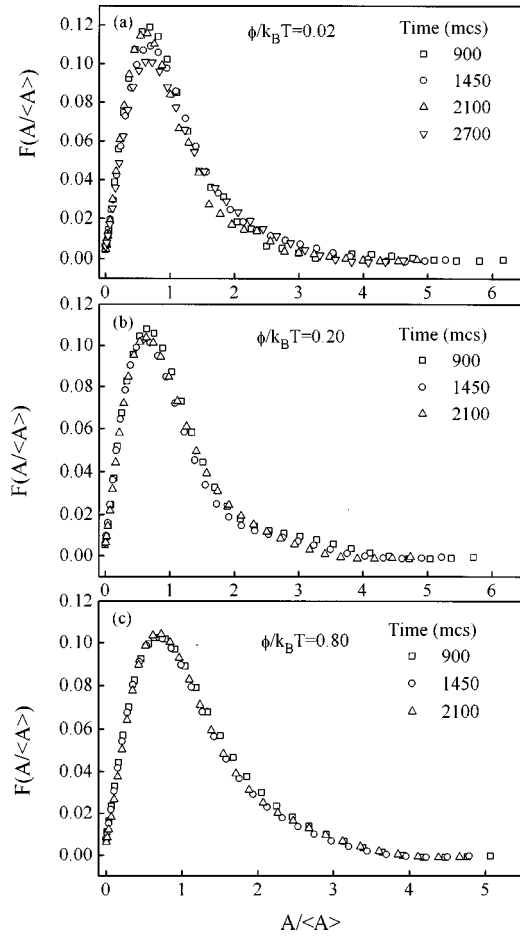 (a)
ϕ/k_BT=0.02
Time (mcs)
900
1450
2100
2700
F(A/<A>)
0.12
0.10
0.08
0.06
0.04
0.02
0.00
0 1 2 3 4 5 6
(b)
ϕ/k_BT=0.20
Time (mcs)
900
1450
2100
F(A/<A>)
0.12
0.10
0.08
0.06
0.04
0.02
0.00
0 1 2 3 4 5 6
(c)
ϕ/k_BT=0.80
Time (mcs)
900
1450
2100
F(A/<A>)
0.12
0.10
0.08
0.06
0.04
0.02
0.00
0 1 2 3 4 5
A/<A>